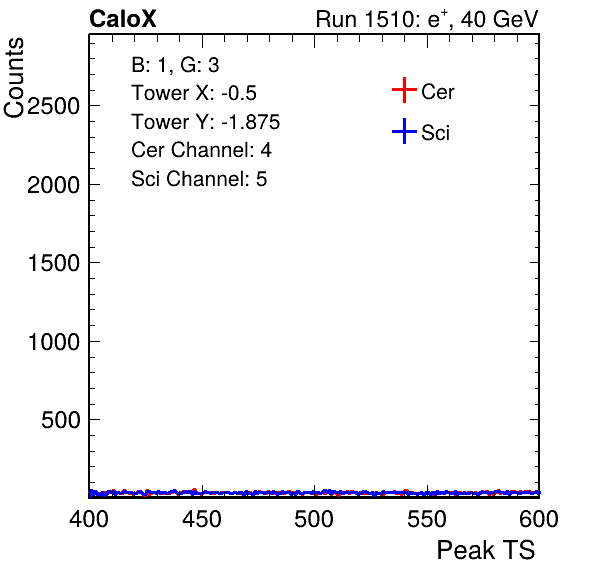 CaloX
Run 1510: e+, 40 GeV
Counts
B: 1, G: 3
Tower X: -0.5
Tower Y: -1.875
Cer Channel: 4
Sci Channel: 5
Cer
Sci
2500
2000
1500
1000
500
400
450
500
550
600
Peak TS